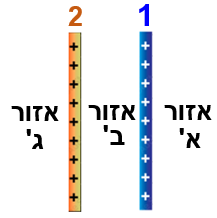 1
2
אזור
א'
אזור
ב'
אזור
ג'
+ + + + + + + + +
+ + + + + + + + +